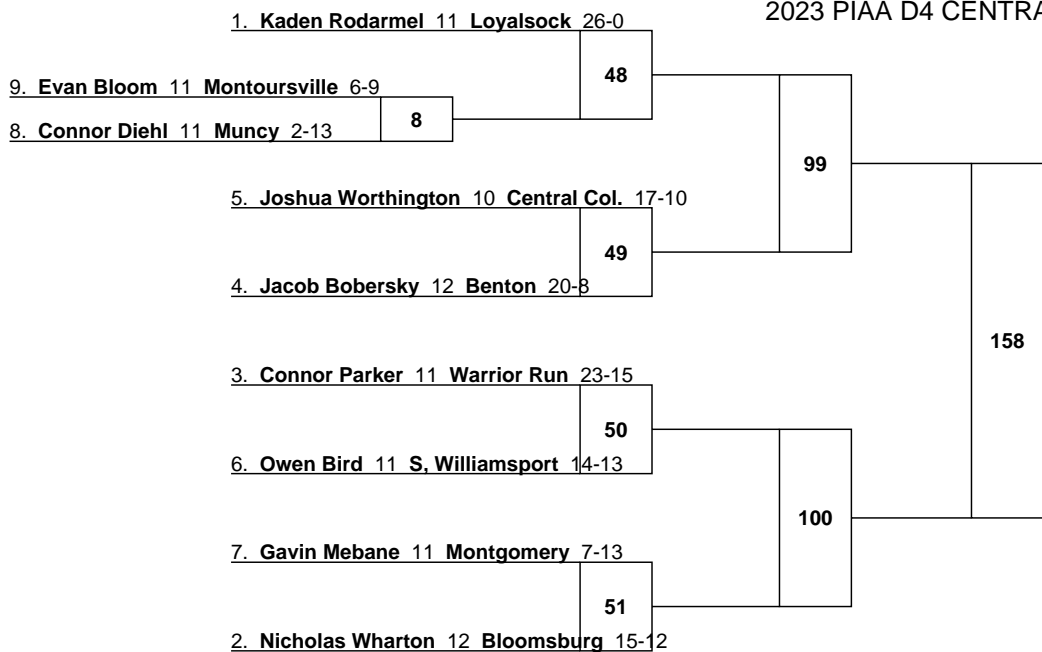 2023 PIAA D4 CENTRA
1. Kaden Rodarmel 11 Loyalsock 26-0
48
9. Evan Bloom 11 Montoursville 6-9
8
8. Connor Diehl 11 Muncy 2-13
99
5. Joshua Worthington 10 Central Col. 17-10
49
4. Jacob Bobersky 12 Benton 20-8
158
3. Connor Parker 11 Warrior Run 23-15
50
6. Owen Bird 11 S, Williamsport 14-13
100
7. Gavin Mebane 11 Montgomery 7-13
51
2. Nicholas Wharton 12 Bloomsburg 15-12